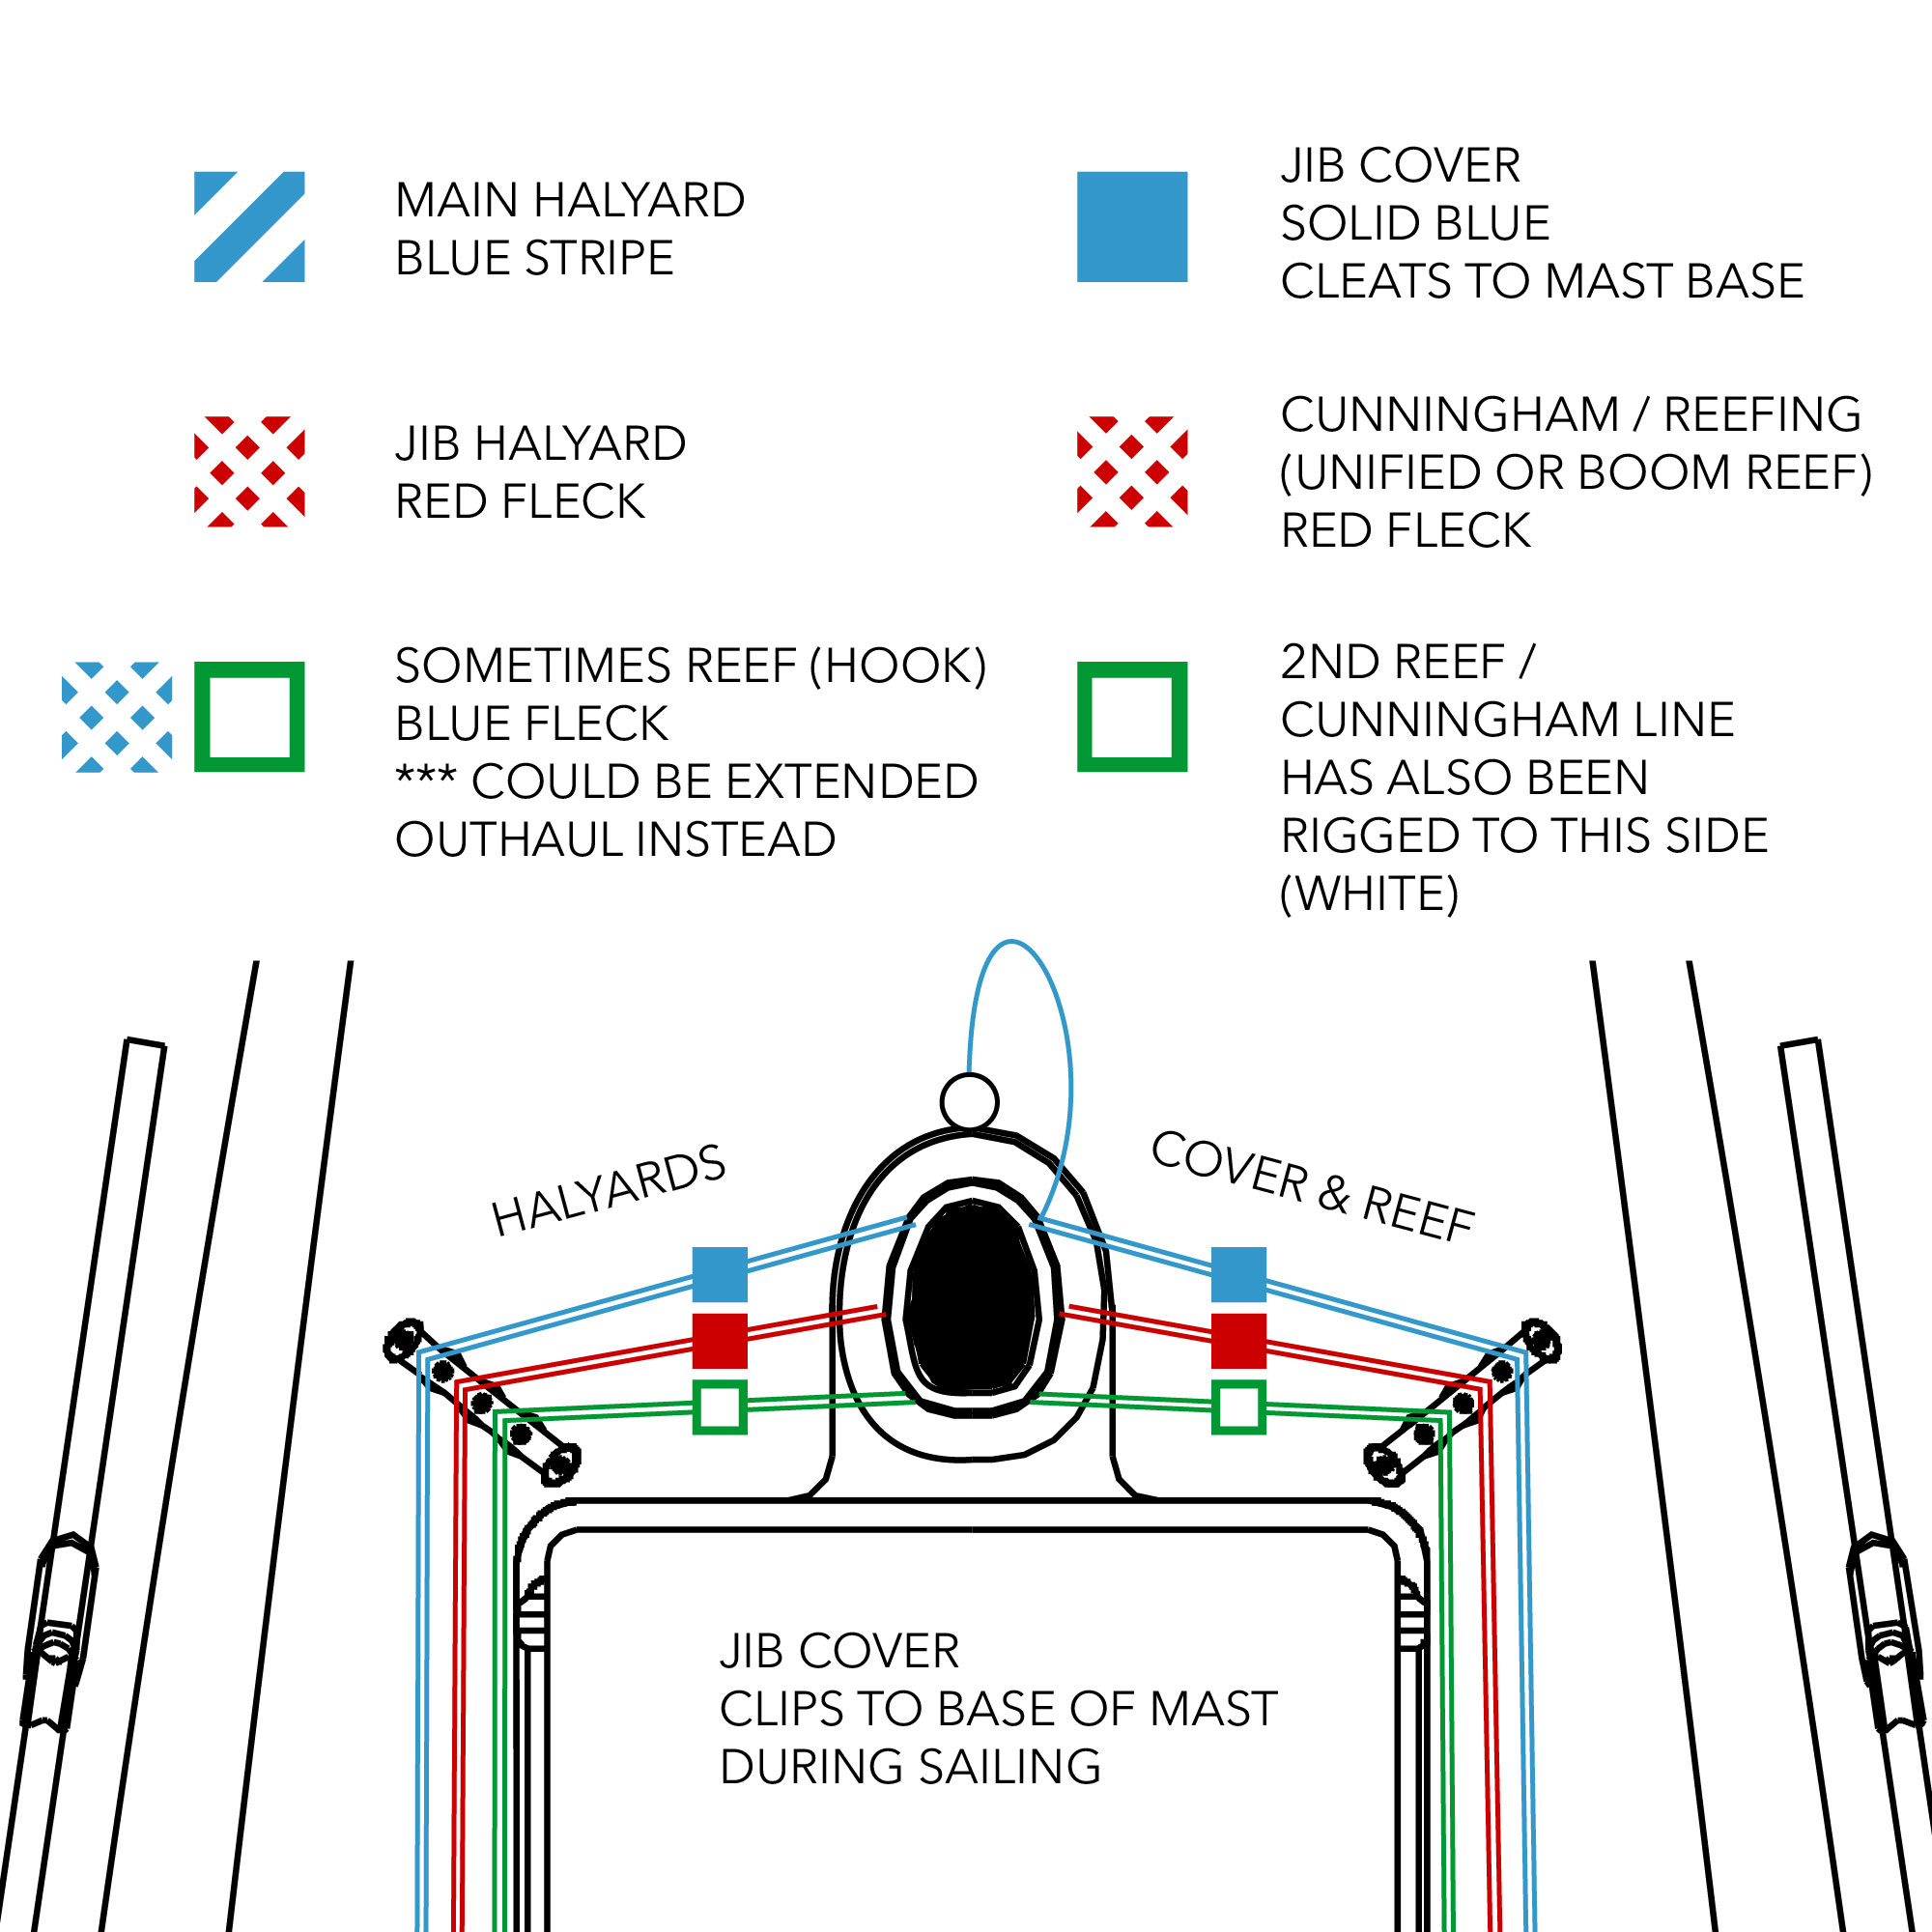 MAIN HALYARD
BLUE STRIPE
JIB COVER
SOLID BLUE
CLEATS TO MAST BASE
JIB HALYARD
RED FLECK
CUNNINGHAM / REEFING
(UNIFIED OR BOOM REEF)
RED FLECK
SOMETIMES REEF (HOOK)
BLUE FLECK
*** COULD BE EXTENDED
OUTHAUL INSTEAD
2ND REEF /
CUNNINGHAM LINE
HAS ALSO BEEN
RIGGED TO THIS SIDE
(WHITE)
HALYARDS
COVER & REEF
JIB COVER
CLIPS TO BASE OF MAST
DURING SAILING